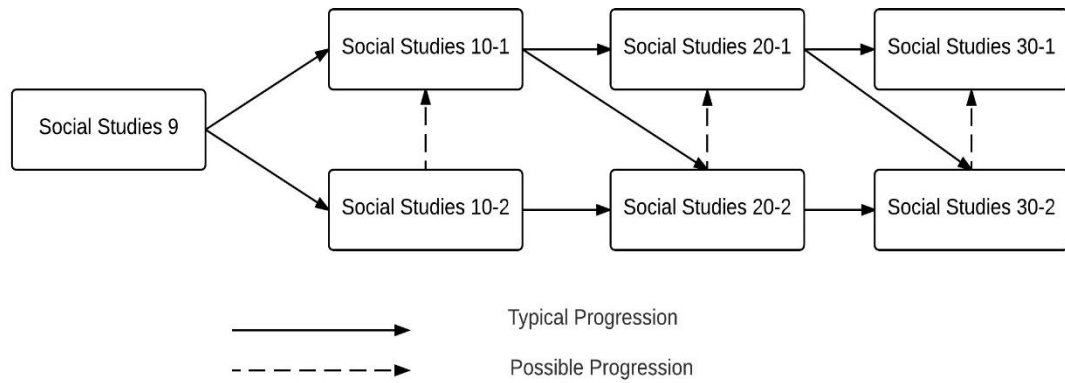 Social Studies 10-1
Social Studies 20-1
Social Studies 30-1
Social Studies 9
Social Studies 10-2
Social Studies 20-2
Social Studies 30-2
Typical Progression
Possible Progression